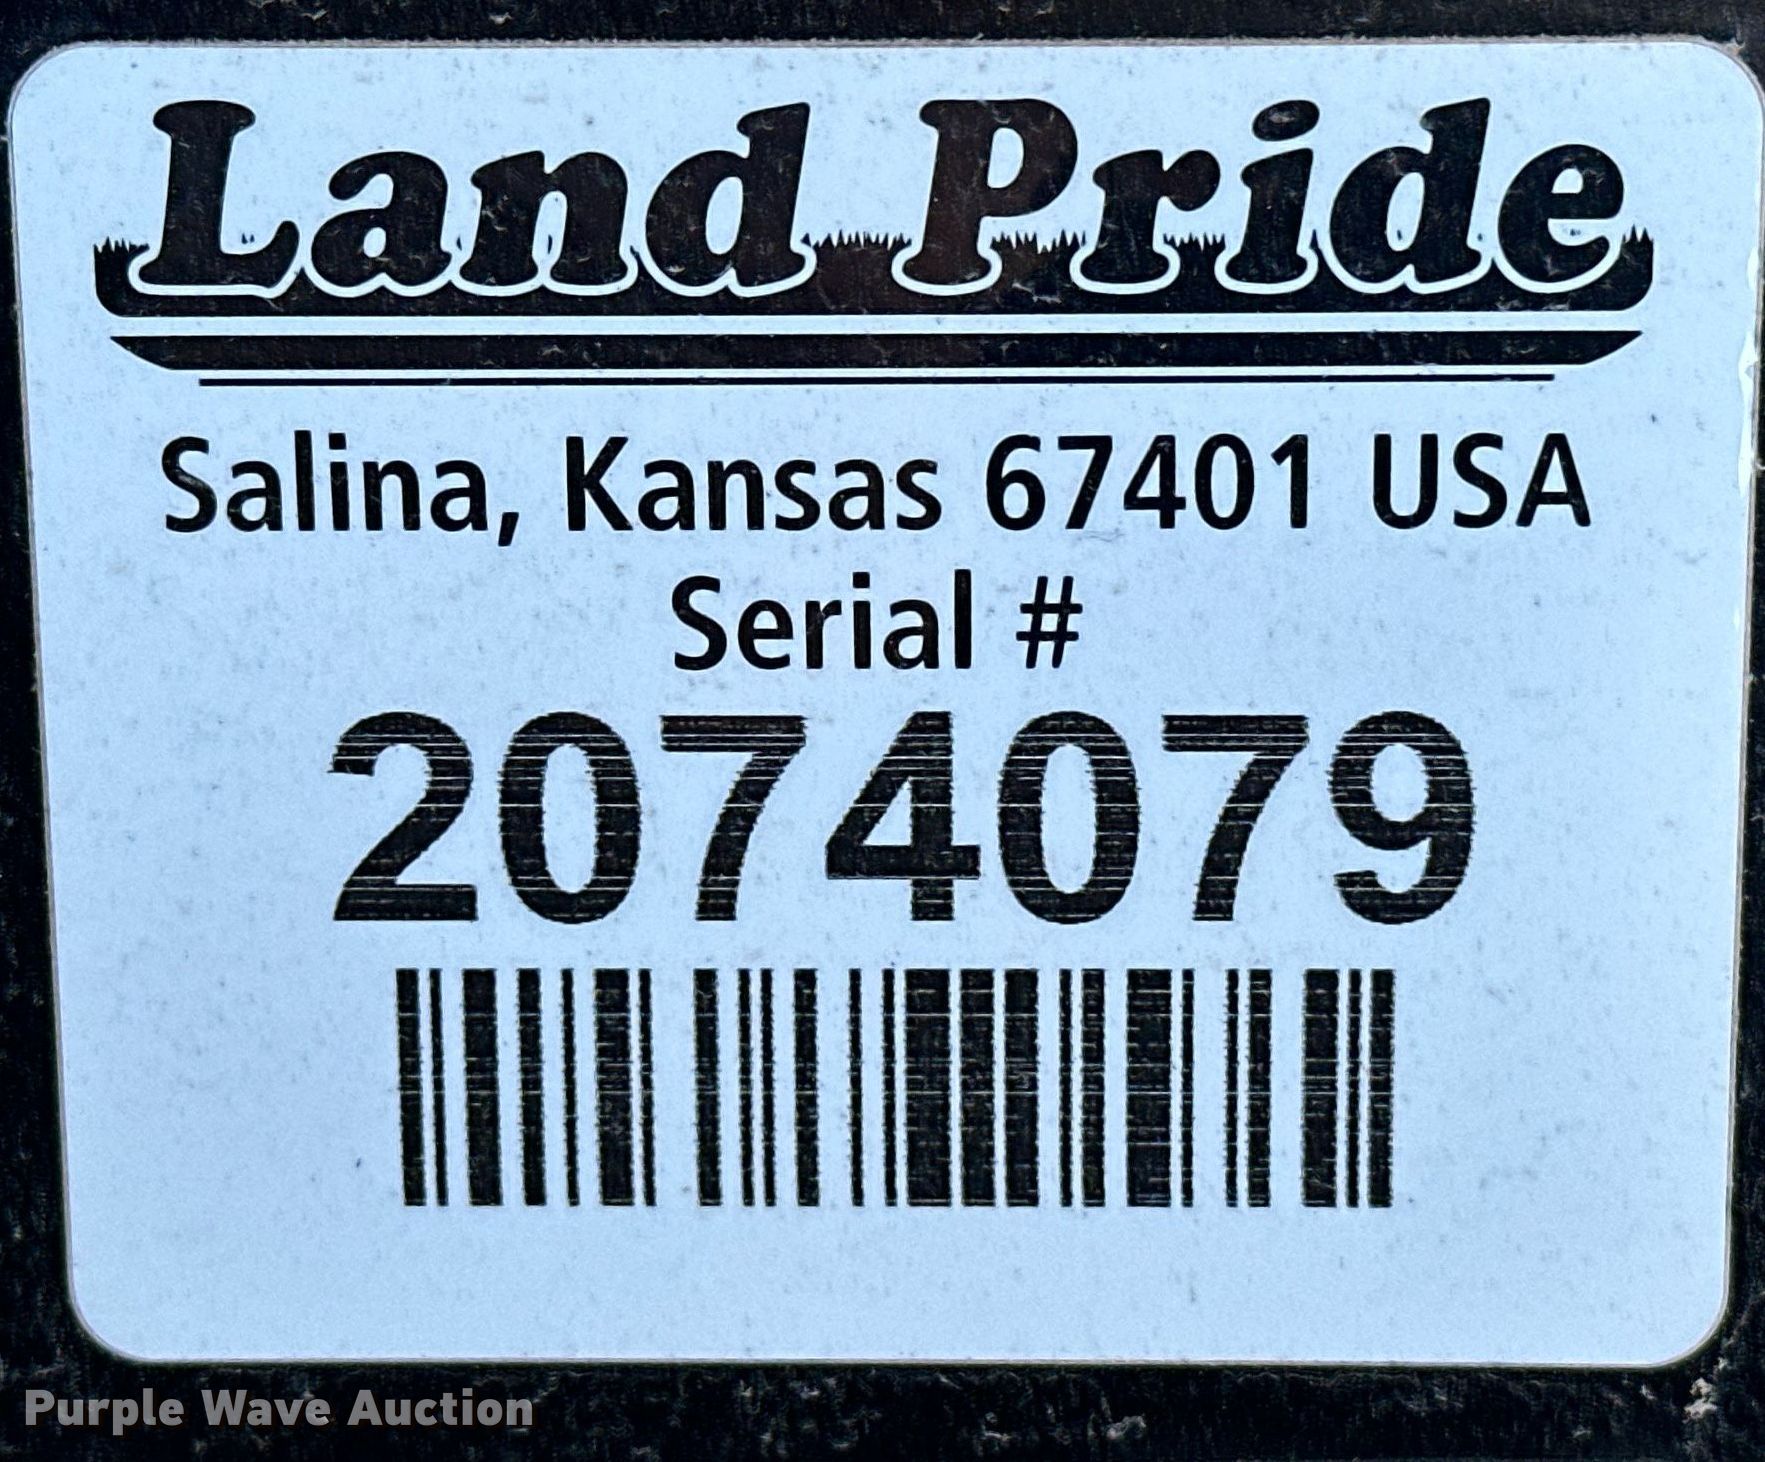 Land Pride
Salina, Kansas 67401 USA
Serial #
2074079
Purple Wave Auction